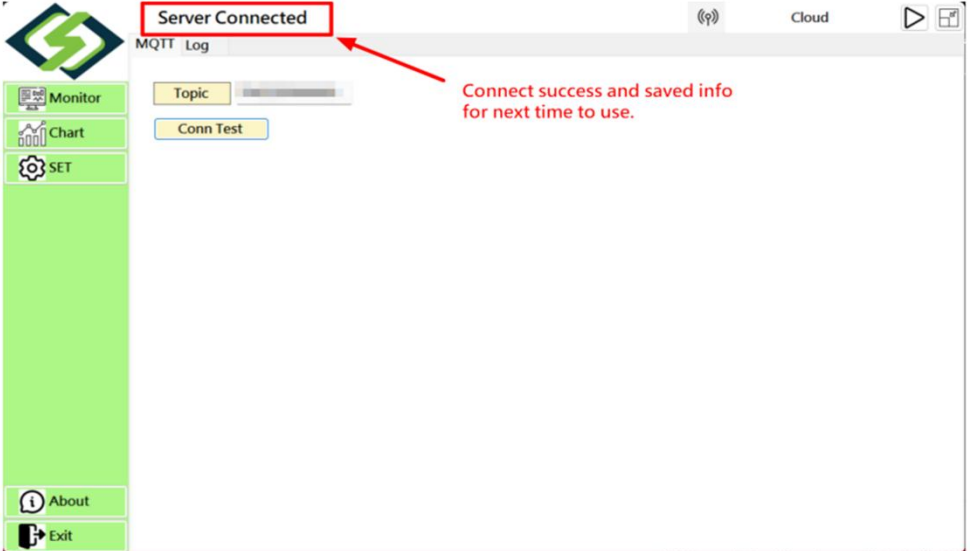 Server Connected
Cloud
MQTT Log
Monitor
Topic
Connect success and saved info
for next time to use.
Chart
Conn Test
SET
About
Exit